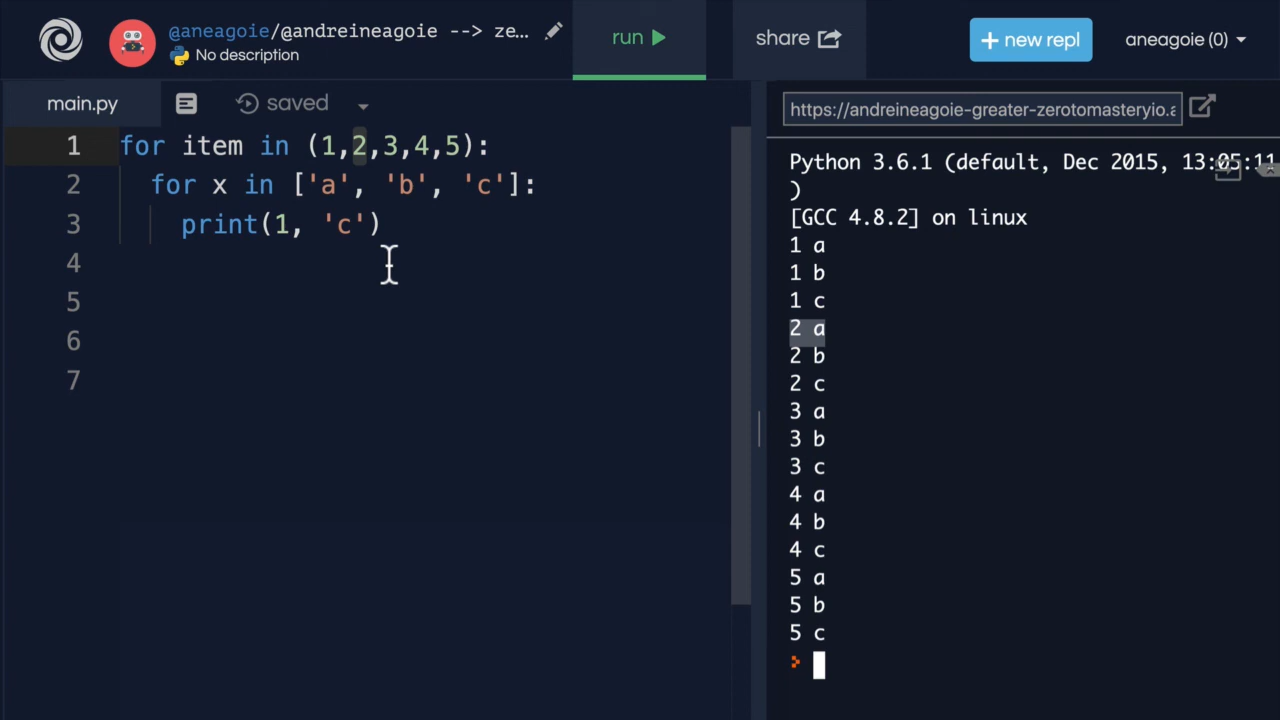 @aneagoie/@andreineagoie --> ze...
No description
run
share
+ new repl
aneagoie (0)
main.py
saved
1 for item in (1,2,3,4,5):
2 for x in ['a', 'b', 'c']:
3 print(1, 'c')
4
5
6
7
https://andreineagoie-greater-zerotomasteryio.a
Python 3.6.1 (default, Dec 2015, 13:05:11
)
[GCC 4.8.2] on linux
1 a
1 b
1 c
2 a
2 b
2 c
3 a
3 b
3 c
4 a
4 b
4 c
5 a
5 b
5 c